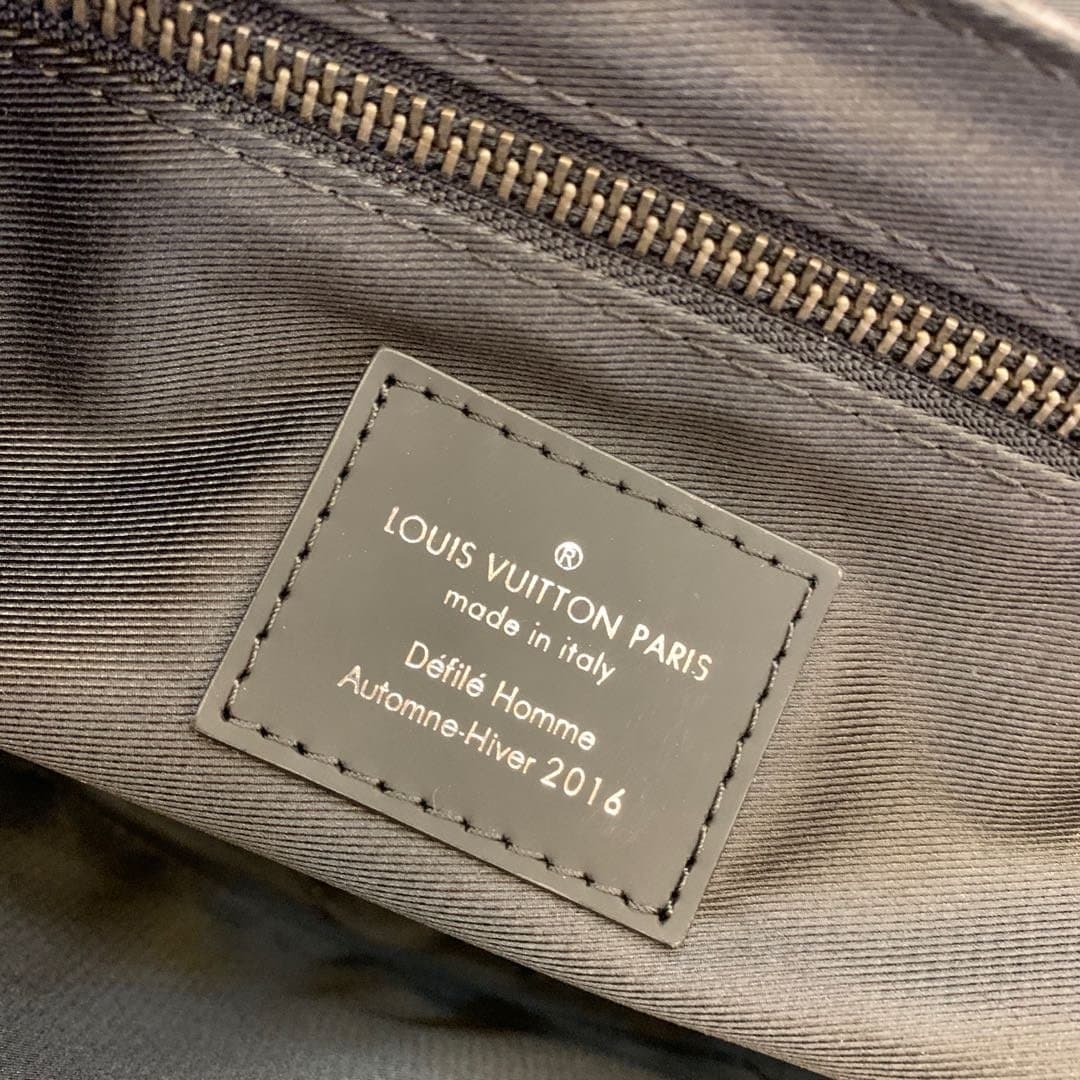 ®
LOUIS VUITTON PARIS
made in italy
Défilé Homme
Automne-Hiver 2016